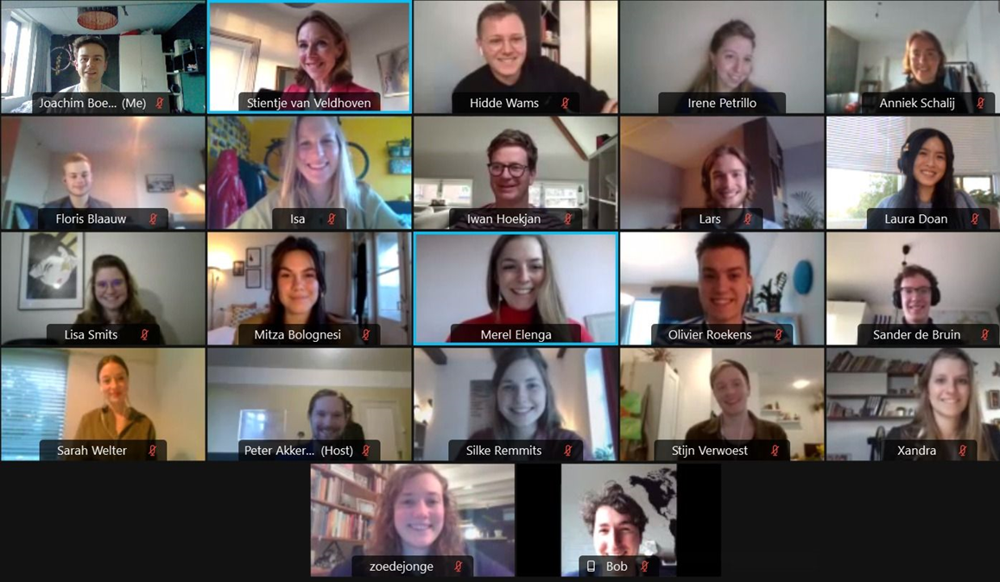 Joachim Boe... (Me)
Stientje van Veldhoven
Hidde Wams
Irene Petrillo
Anniek Schalij
Floris Blaauw
Isa
Iwan Hoekjan
Lars
Laura Doan
Lisa Smits
Mitza Bolognesi
Merel Elenga
Olivier Roekens
Sander de Bruin
Sarah Welter
Peter Akker... (Host)
Silke Remmits
Stijn Verwoest
Xandra
zoedejonge
Bob